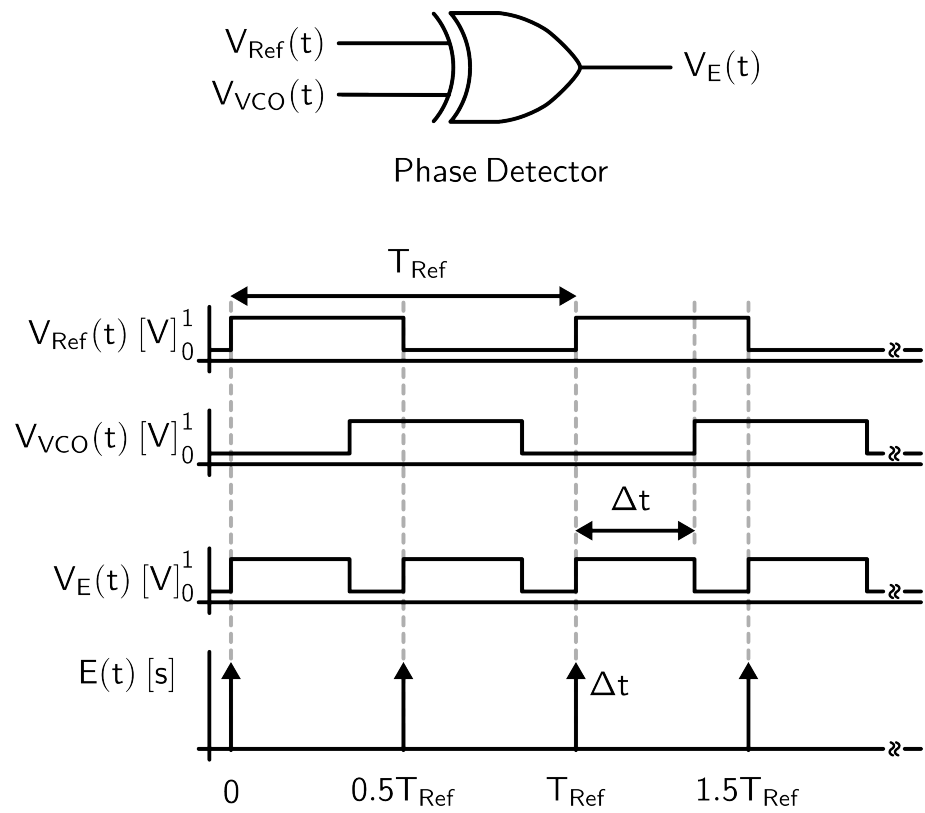 V_Ref(t)
V_VCO(t)
V_E(t)
Phase Detector
T_Ref
V_Ref(t) [V] 1
0
V_VCO(t) [V] 1
0
Δt
V_E(t) [V] 1
0
E(t) [s]
Δt
0 0.5T_Ref T_Ref 1.5T_Ref